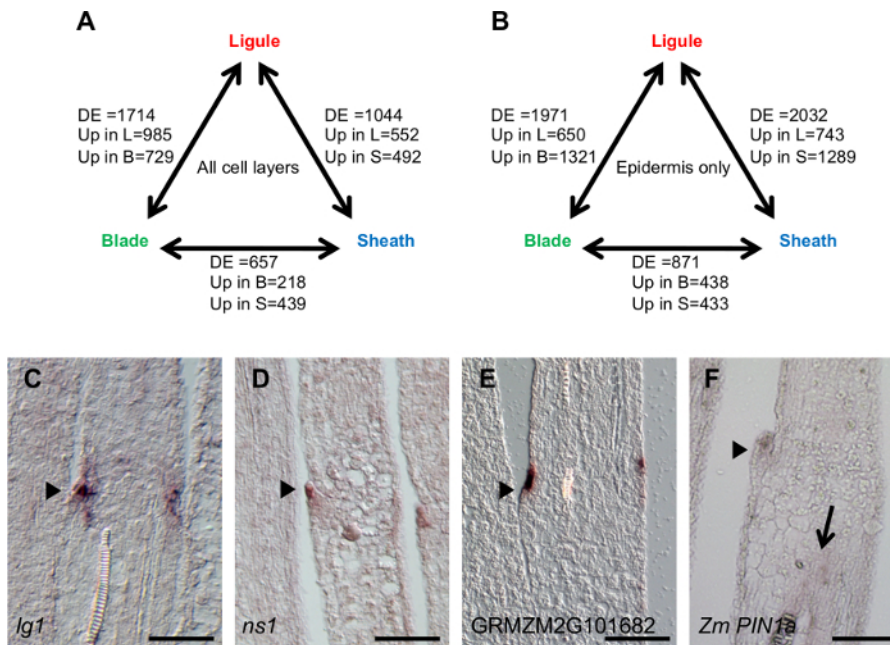 A
Ligule
DE =1714
Up in L=985
Up in B=729
DE =1044
Up in L=552
Up in S=492
All cell layers
Blade
Sheath
DE =657
Up in B=218
Up in S=439
B
Ligule
DE =1971
Up in L=650
Up in B=1321
DE =2032
Up in L=743
Up in S=1289
Epidermis only
Blade
Sheath
DE =871
Up in B=438
Up in S=433
C
lg1
D
ns1
E
GRMZM2G101682
F
Zm PIN1a